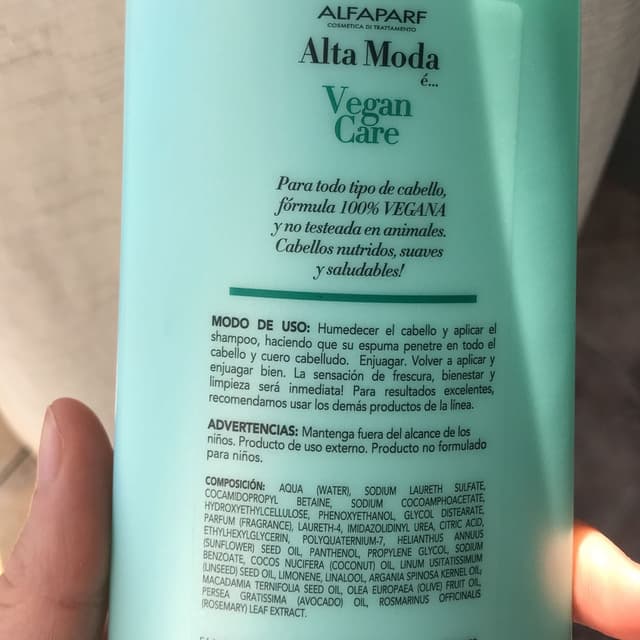 ALFAPARF
COSMETICA DI TRATTAMENTO
Alta Moda
é...
Vegan
Care
Para todo tipo de cabello,
fórmula 100% VEGANA
y no testeada en animales.
Cabellos nutridos, suaves
y saludables!
MODO DE USO: Humedecer el cabello y aplicar el
shampoo, haciendo que su espuma penetre en todo el
cabello y cuero cabelludo. Enjuagar. Volver a aplicar y
enjuagar bien. La sensación de frescura, bienestar y
limpieza será inmediata! Para resultados excelentes,
recomendamos usar los demás productos de la línea.
ADVERTENCIAS: Mantenga fuera del alcance de los
niños. Producto de uso externo. Producto no formulado
para niños.
COMPOSICIÓN: AQUA (WATER), SODIUM LAURETH SULFATE,
COCAMIDOPROPYL BETAINE, SODIUM COCOAMPHOACETATE,
HYDROXYETHYLCELLULOSE, PHENOXYETHANOL, GLYCOL DISTEARATE,
PARFUM (FRAGRANCE), LAURETH-4, IMIDAZOLIDINYL UREA, CITRIC ACID,
ETHYLHEXYLGLYCERIN, POLYQUATERNIUM-7, HELIANTHUS ANNUUS
(SUNFLOWER) SEED OIL, PANTHENOL, PROPYLENE GLYCOL, SODIUM
BENZOATE, COCOS NUCIFERA (COCONUT) OIL, LINUM USITATISSIMUM
(LINSEED) SEED OIL, LIMONENE, LINALOOL, ARGANIA SPINOSA KERNEL OIL,
MACADAMIA TERNIFOLIA SEED OIL, OLEA EUROPAEA (OLIVE) FRUIT OIL,
PERSEA GRATISSIMA (AVOCADO) OIL, ROSMARINUS OFFICINALIS
(ROSEMARY) LEAF EXTRACT.